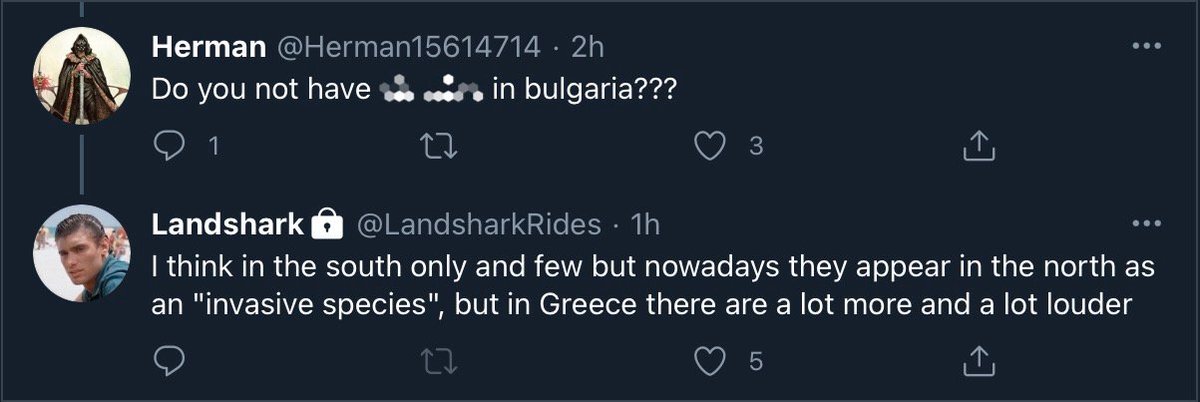 Herman @Herman15614714 · 2h
Do you not have in bulgaria???
1 3
Landshark @LandsharkRides · 1h
I think in the south only and few but nowadays they appear in the north as
an "invasive species", but in Greece there are a lot more and a lot louder
5